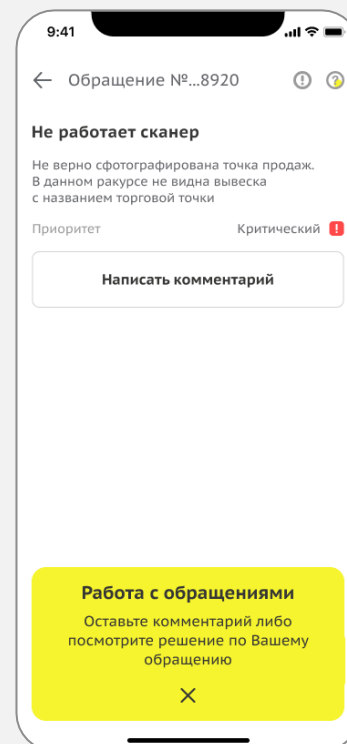 9:41
Обращение №...8920
Не работает сканер
Не верно сфотографирована точка продаж.
В данном ракурсе не видна вывеска
с названием торговой точки
Приоритет Критический
Написать комментарий
Работа с обращениями
Оставьте комментарий либо
посмотрите решение по Вашему
обращению